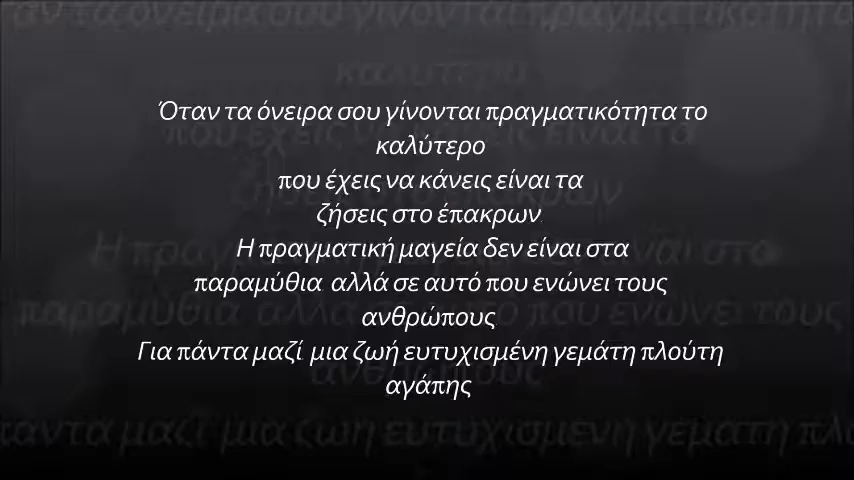 Όταν τα όνειρα σου γίνονται πραγματικότητα το
καλύτερο
που έχεις να κάνεις είναι τα
ζήσεις στο έπακρων
Η πραγματική μαγεία δεν είναι στα
παραμύθια αλλά σε αυτό που ενώνει τους
ανθρώπους
Για πάντα μαζί μια ζωή ευτυχισμένη γεμάτη πλούτη
αγάπης